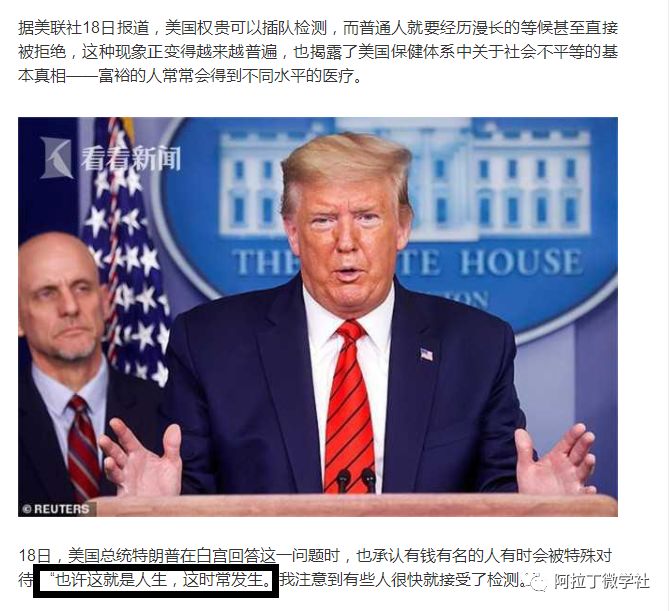 据美联社18日报道，美国权贵可以插队检测，而普通人就要经历漫长的等候甚至直接
被拒绝，这种现象正变得越来越普遍，也揭露了美国保健体系中关于社会不平等的基
本真相——富裕的人常常会得到不同水平的医疗。
看看新闻
THE WHITE HOUSE
TON
© REUTERS
18日，美国总统特朗普在白宫回答这一问题时，也承认有钱有名的人有时会被特殊对
待，“也许这就是人生，这时常发生。我注意到有些人很快就接受了检测。
阿拉丁微学社